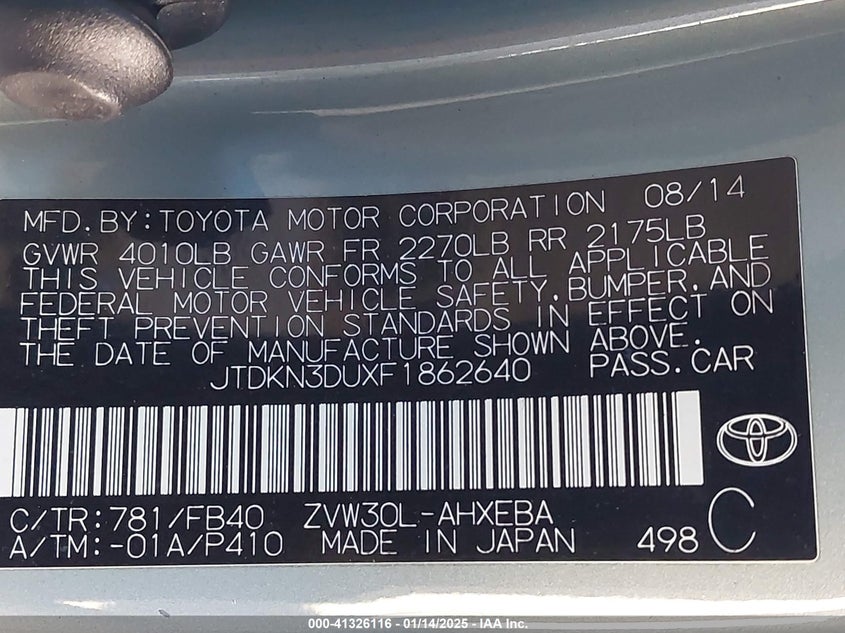 MFD.BY:TOYOTA MOTOR CORPORATION 08/14
GVWR 4010LB GAWR FR 2270LB RR 2175LB
THIS VEHICLE CONFORMS TO ALL APPLICABLE
FEDERAL MOTOR VEHICLE SAFETY,BUMPER,AND
THEFT PREVENTION STANDARDS IN EFFECT ON
THE DATE OF MANUFACTURE SHOWN ABOVE.
JTDKN3DUXF1862640 PASS.CAR
C/TR:781/FB40 ZVW30L-AHXEBA
A/TM:-01A/P410 MADE IN JAPAN 498 C
000-41326116 - 01/14/2025 - IAA Inc.